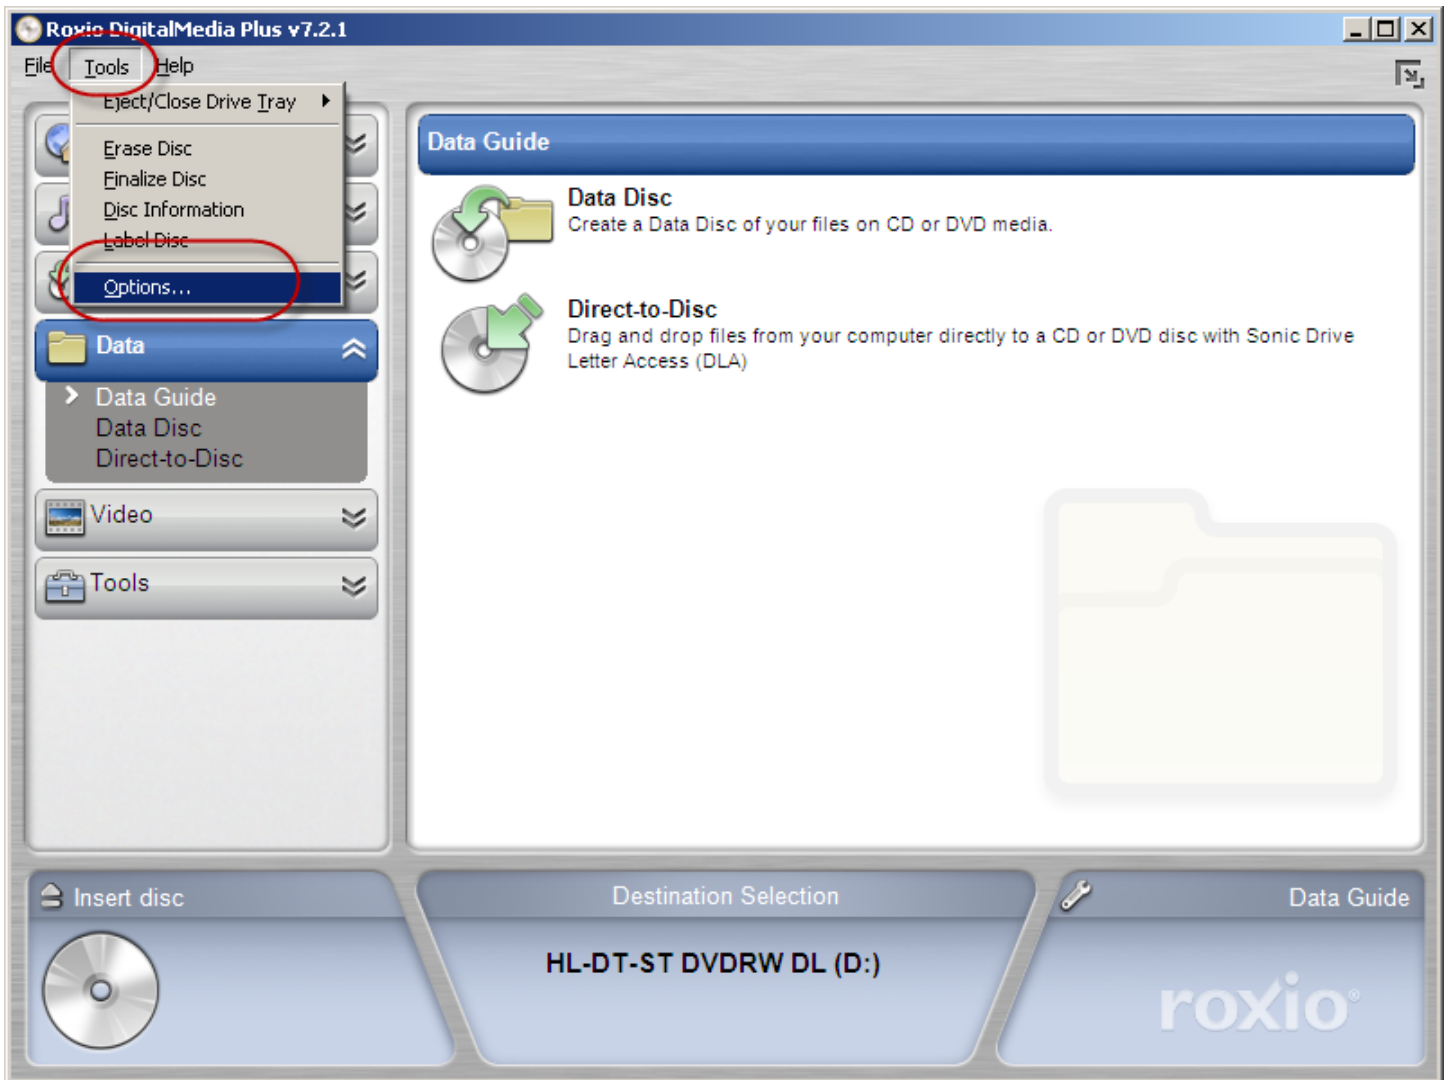 Roxio DigitalMedia Plus v7.2.1
File Tools Help
Eject/Close Drive Tray
Erase Disc
Finalize Disc
Disc Information
Label Disc
Options...
Data
Data Guide
Data Disc
Direct-to-Disc
Video
Tools
Data Guide
Data Disc
Create a Data Disc of your files on CD or DVD media.
Direct-to-Disc
Drag and drop files from your computer directly to a CD or DVD disc with Sonic Drive
Letter Access (DLA)
Insert disc
Destination Selection
HL-DT-ST DVDRW DL (D:)
Data Guide
roxio®